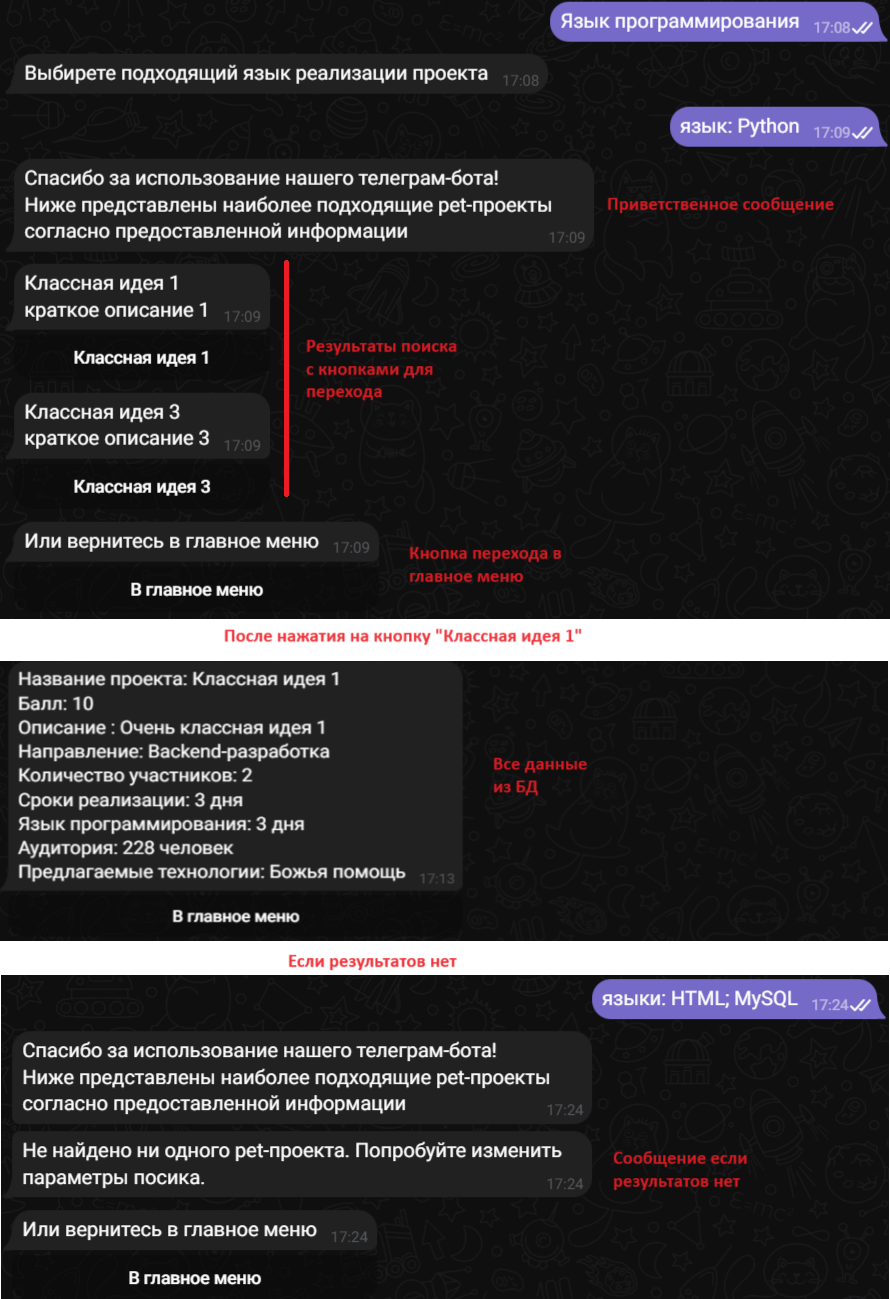 Язык программирования 17:08
Выбирете подходящий язык реализации проекта 17:08
язык: Python 17:09
Спасибо за использование нашего телеграм-бота!
Ниже представлены наиболее подходящие pet-проекты
согласно предоставленной информации 17:09
Приветственное сообщение
Классная идея 1
краткое описание 1 17:09
Классная идея 1
Результаты поиска
с кнопками для
перехода
Классная идея 3
краткое описание 3 17:09
Классная идея 3
Или вернитесь в главное меню 17:09
Кнопка перехода в
главное меню
В главное меню
После нажатия на кнопку "Классная идея 1"
Название проекта: Классная идея 1
Балл: 10
Описание : Очень классная идея 1
Направление: Backend-разработка
Количество участников: 2
Сроки реализации: 3 дня
Язык программирования: 3 дня
Аудитория: 228 человек
Предлагаемые технологии: Божья помощь 17:13
Все данные
из БД
В главное меню
Если результатов нет
языки: HTML; MySQL 17:24
Спасибо за использование нашего телеграм-бота!
Ниже представлены наиболее подходящие pet-проекты
согласно предоставленной информации 17:24
Не найдено ни одного pet-проекта. Попробуйте изменить
параметры посика. 17:24
Сообщение если
результатов нет
Или вернитесь в главное меню 17:24
В главное меню